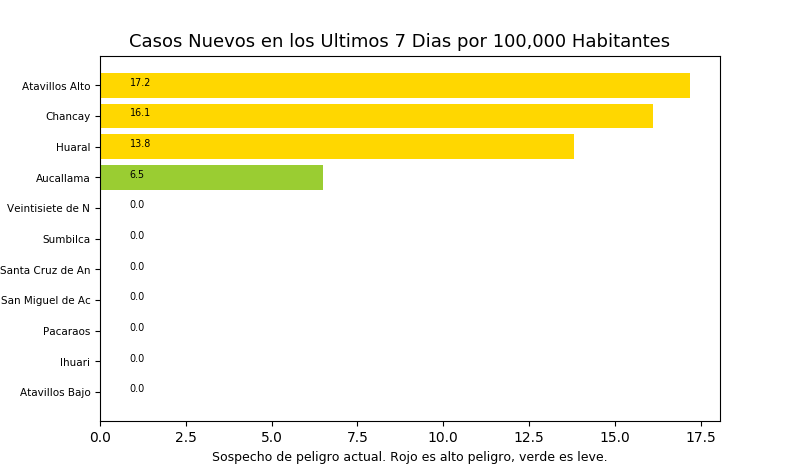 Casos Nuevos en los Ultimos 7 Dias por 100,000 Habitantes
Atavillos Alto 17.2
Chancay 16.1
Huaral 13.8
Aucallama 6.5
Veintisiete de N 0.0
Sumbilca 0.0
Santa Cruz de An 0.0
San Miguel de Ac 0.0
Pacaraos 0.0
Ihuari 0.0
Atavillos Bajo 0.0
0.0 2.5 5.0 7.5 10.0 12.5 15.0 17.5
Sospecho de peligro actual. Rojo es alto peligro, verde es leve.